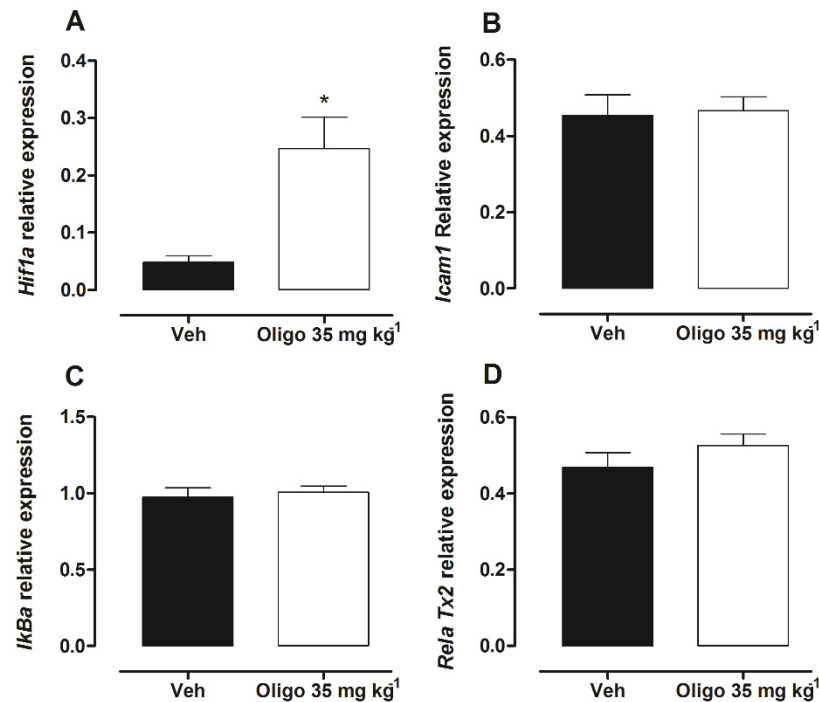 A
Hif1a relative expression
0.4
0.3
0.2
0.1
0.0
*
Veh
Oligo 35 mg kg-1
B
Icam1 Relative expression
0.6
0.4
0.2
0.0
Veh
Oligo 35 mg kg-1
C
IkBa relative expression
1.5
1.0
0.5
0.0
Veh
Oligo 35 mg kg-1
D
Rela Tx2 relative expression
0.6
0.4
0.2
0.0
Veh
Oligo 35 mg kg-1